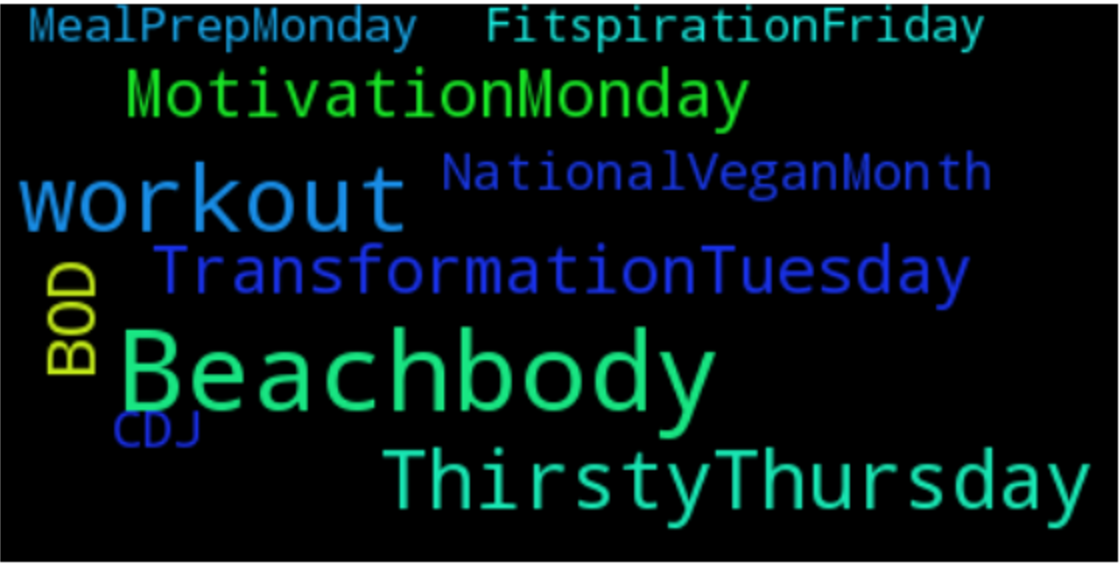 MealPrepMonday FitspirationFriday
MotivationMonday
workout NationalVeganMonth
TransformationTuesday
BOD
Beachbody
CDJ
ThirstyThursday